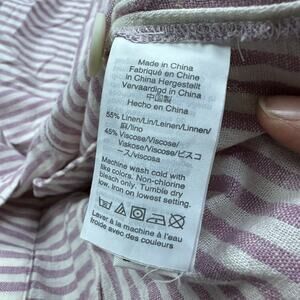 Made in China
Fabriqué en Chine
In China Hergestellt
Vervaardigd in China
中国製
Hecho en China
55% Linen/Lin/Leinen/Linnen/
麻/lino
45% Viscose/Viscose/
Viskose/Viscose/ビスコ
ース/viscosa
Machine wash cold with
like colors. Non-chlorine
bleach only. Tumble dry
low. Iron on lowest setting.
Laver à la machine à l'eau
froide avec des couleurs